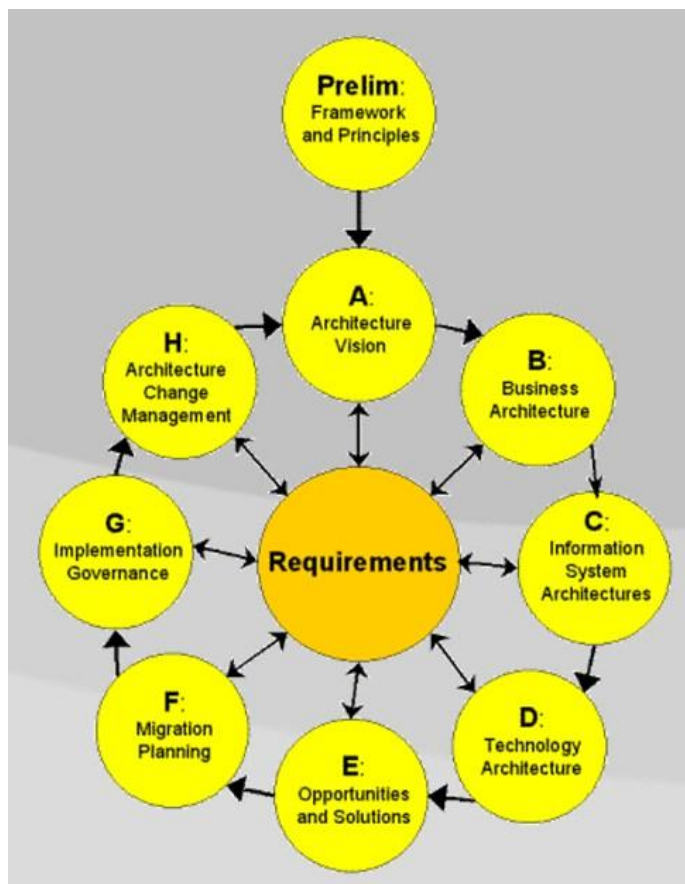 Prelim:
Framework
and Principles
A:
Architecture
Vision
H:
Architecture
Change
Management
B:
Business
Architecture
G:
Implementation
Governance
Requirements
C:
Information
System
Architectures
F:
Migration
Planning
D:
Technology
Architecture
E:
Opportunities
and Solutions